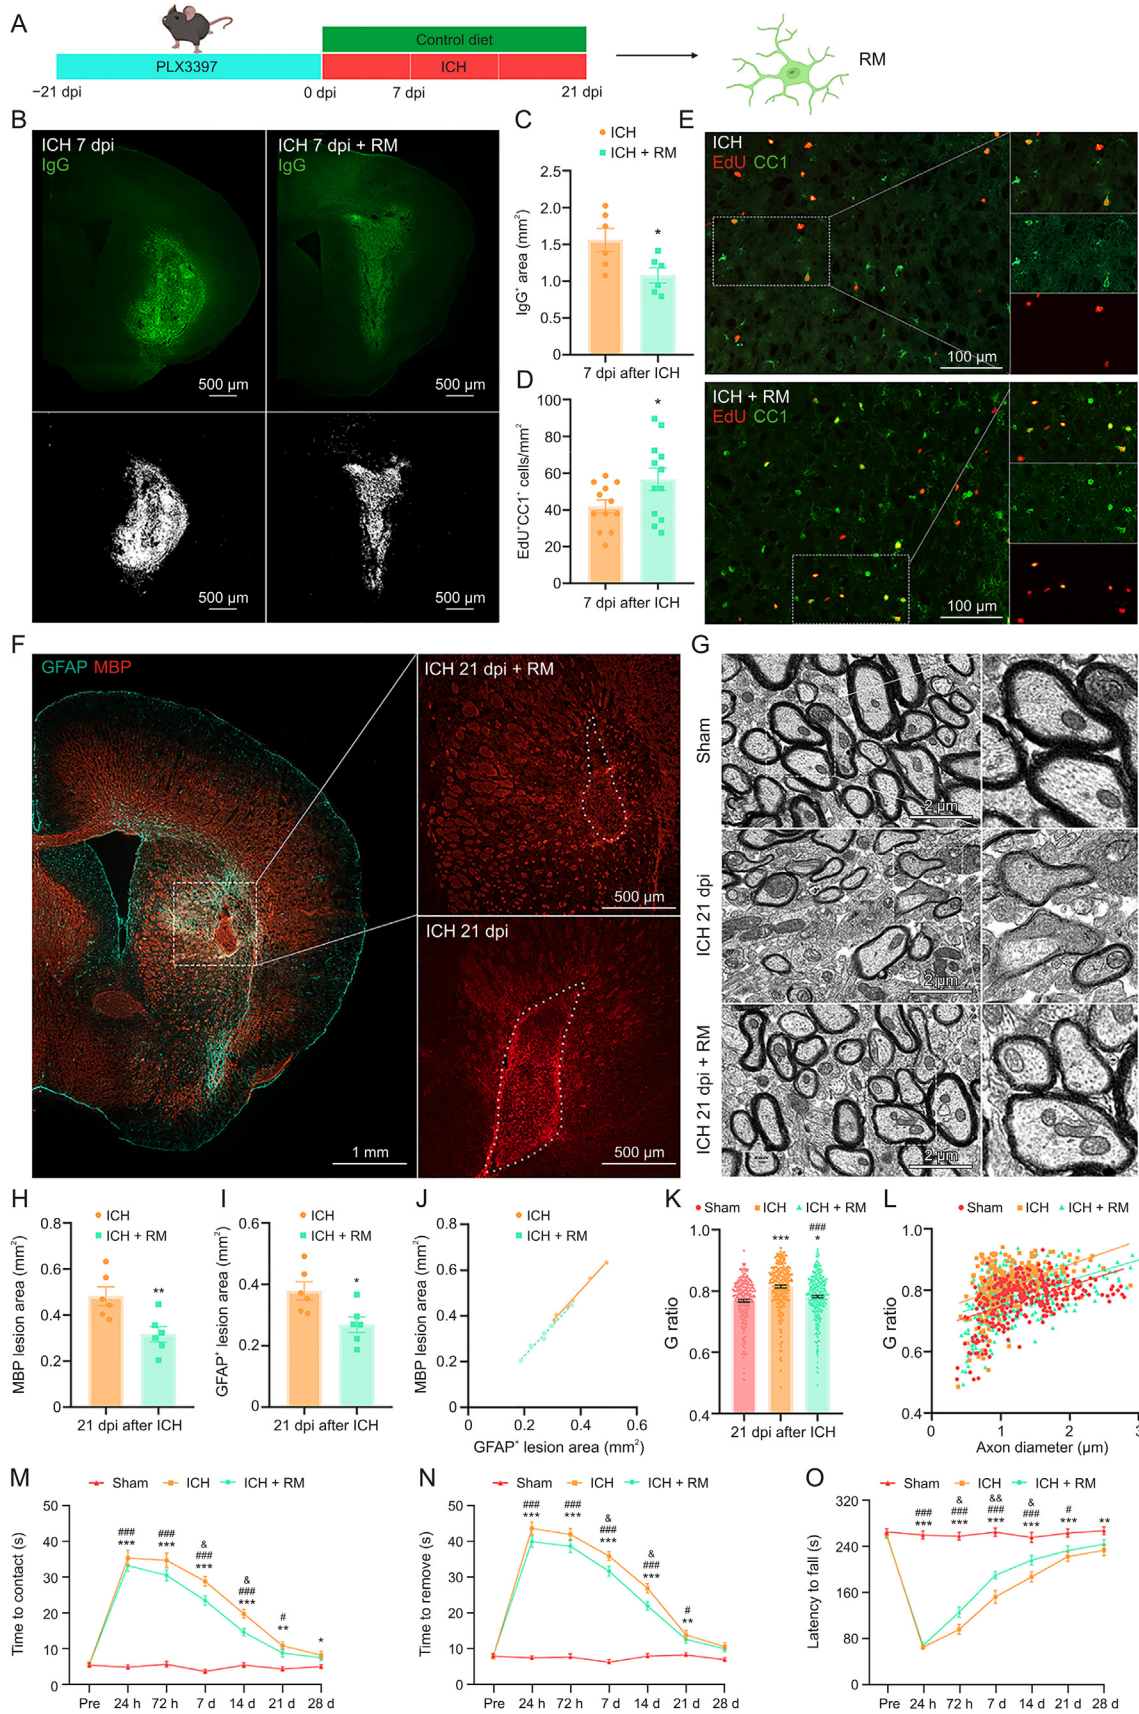 A
Control diet
PLX3397
ICH
RM
−21 dpi
0 dpi
7 dpi
21 dpi
B
ICH 7 dpi
IgG
ICH 7 dpi + RM
IgG
500 µm
500 µm
500 µm
500 µm
C
ICH
ICH + RM
IgG⁺ area (mm²)
2.5
2.0
1.5
1.0
0.5
0
*
7 dpi after ICH
D
EdU⁺CC1⁺ cells/mm²
100
80
60
40
20
0
*
7 dpi after ICH
E
ICH
EdU CC1
100 µm
ICH + RM
EdU CC1
100 µm
F
GFAP MBP
1 mm
ICH 21 dpi + RM
500 µm
ICH 21 dpi
500 µm
G
Sham
2 µm
ICH 21 dpi
2 µm
ICH 21 dpi + RM
2 µm
H
ICH
ICH + RM
MBP lesion area (mm²)
0.8
0.6
0.4
0.2
0
**
21 dpi after ICH
I
ICH
ICH + RM
GFAP⁺ lesion area (mm²)
0.6
0.4
0.2
0
*
21 dpi after ICH
J
ICH
ICH + RM
MBP lesion area (mm²)
0.8
0.6
0.4
0.2
0
0 0.2 0.4 0.6
GFAP⁺ lesion area (mm²)
K
Sham ICH ICH + RM
G ratio
1.0
0.8
0.6
0.4
***
###
*
21 dpi after ICH
L
Sham ICH ICH + RM
G ratio
1.0
0.8
0.6
0.4
0 1 2 3
Axon diameter (µm)
M
Sham ICH ICH + RM
Time to contact (s)
50
40
30
20
10
0
###
***
###
***
&
###
***
&
###
***
#
**
*
Pre 24 h 72 h 7 d 14 d 21 d 28 d
N
Sham ICH ICH + RM
Time to remove (s)
50
40
30
20
10
0
###
***
###
***
&
###
***
&
###
***
#
**
Pre 24 h 72 h 7 d 14 d 21 d 28 d
O
Sham ICH ICH + RM
Latency to fall (s)
320
240
160
80
0
###
***
&
###
***
&&
###
***
&
###
***
#
***
**
Pre 24 h 72 h 7 d 14 d 21 d 28 d